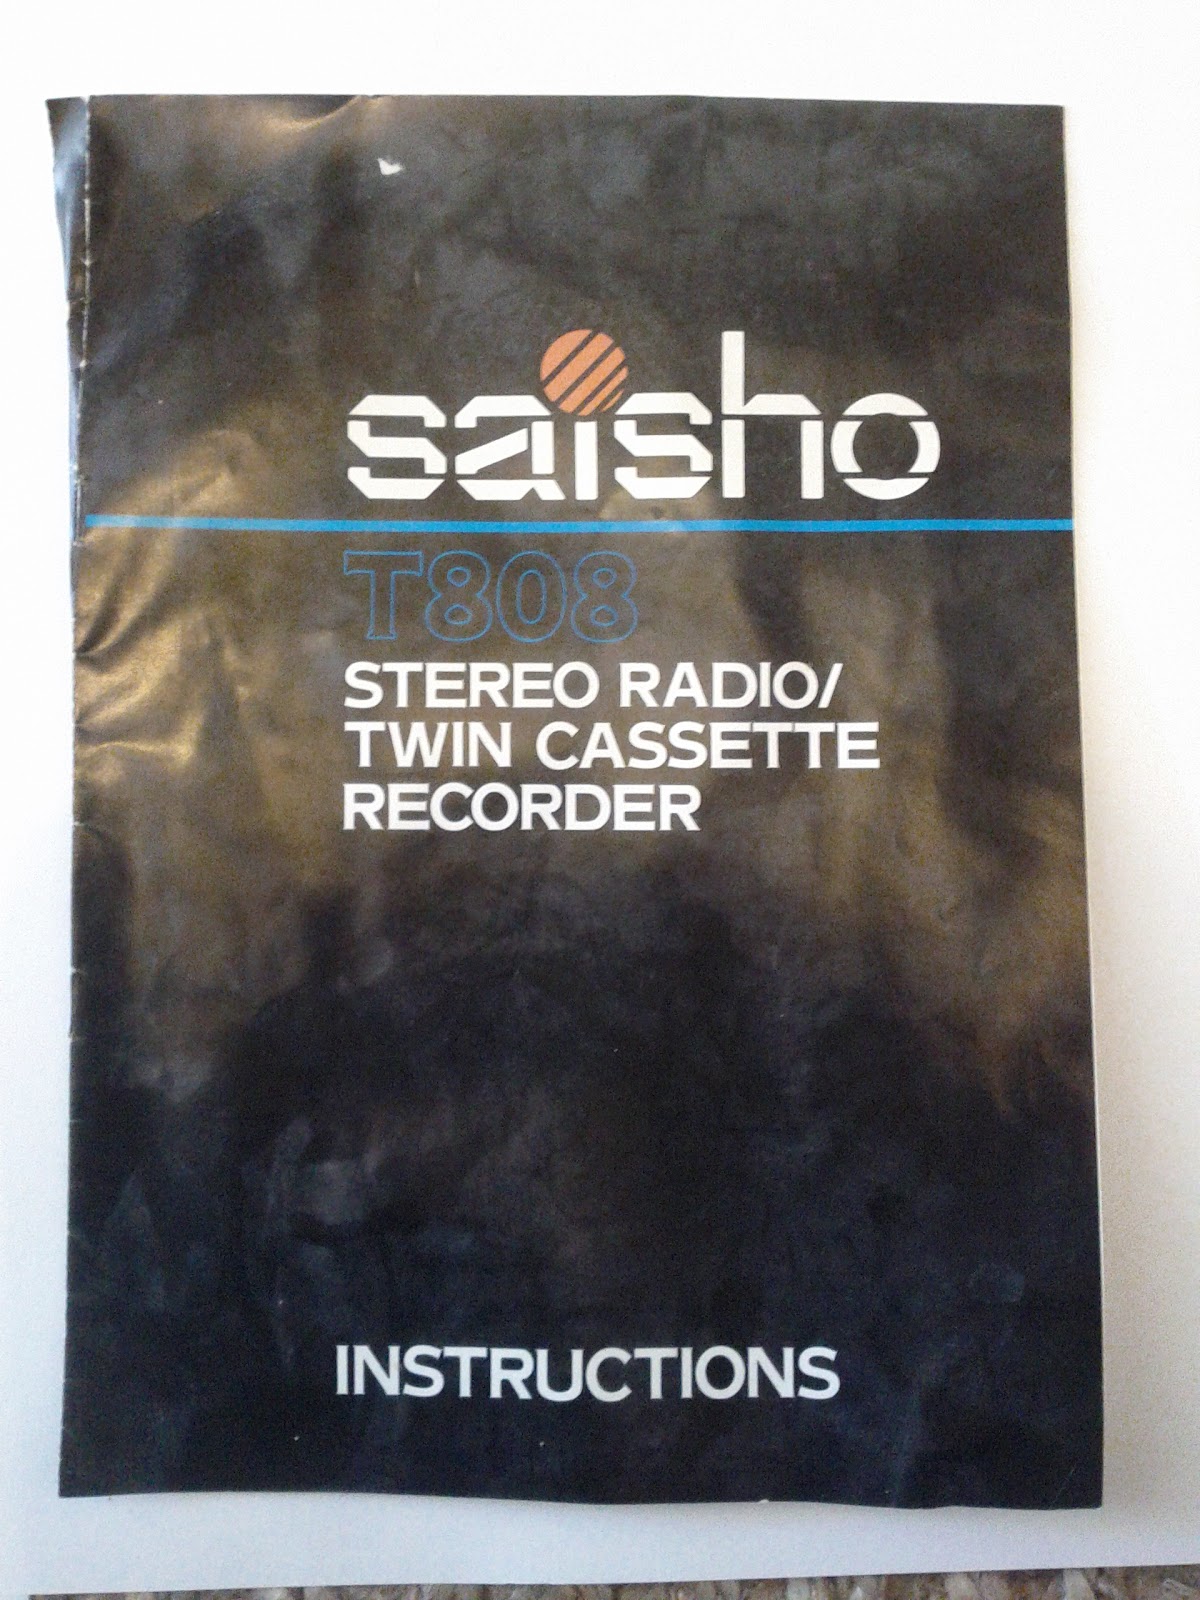 saisho
T808
STEREO RADIO/
TWIN CASSETTE
RECORDER
INSTRUCTIONS